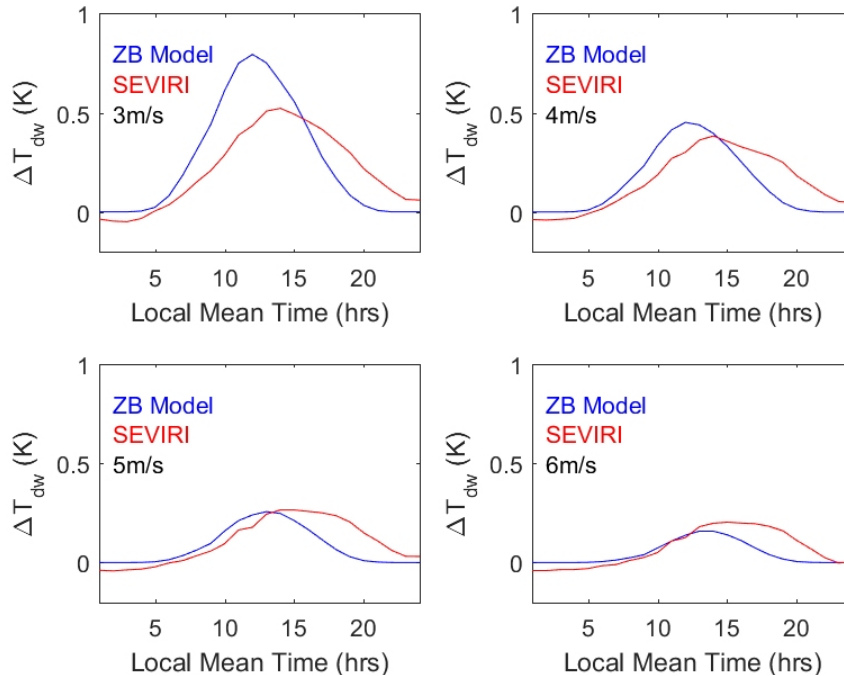 1
0.5
0
ΔT_dw (K)
ZB Model
SEVIRI
3m/s
5 10 15 20
Local Mean Time (hrs)
1
0.5
0
ΔT_dw (K)
ZB Model
SEVIRI
4m/s
5 10 15 20
Local Mean Time (hrs)
1
0.5
0
ΔT_dw (K)
ZB Model
SEVIRI
5m/s
5 10 15 20
Local Mean Time (hrs)
1
0.5
0
ΔT_dw (K)
ZB Model
SEVIRI
6m/s
5 10 15 20
Local Mean Time (hrs)